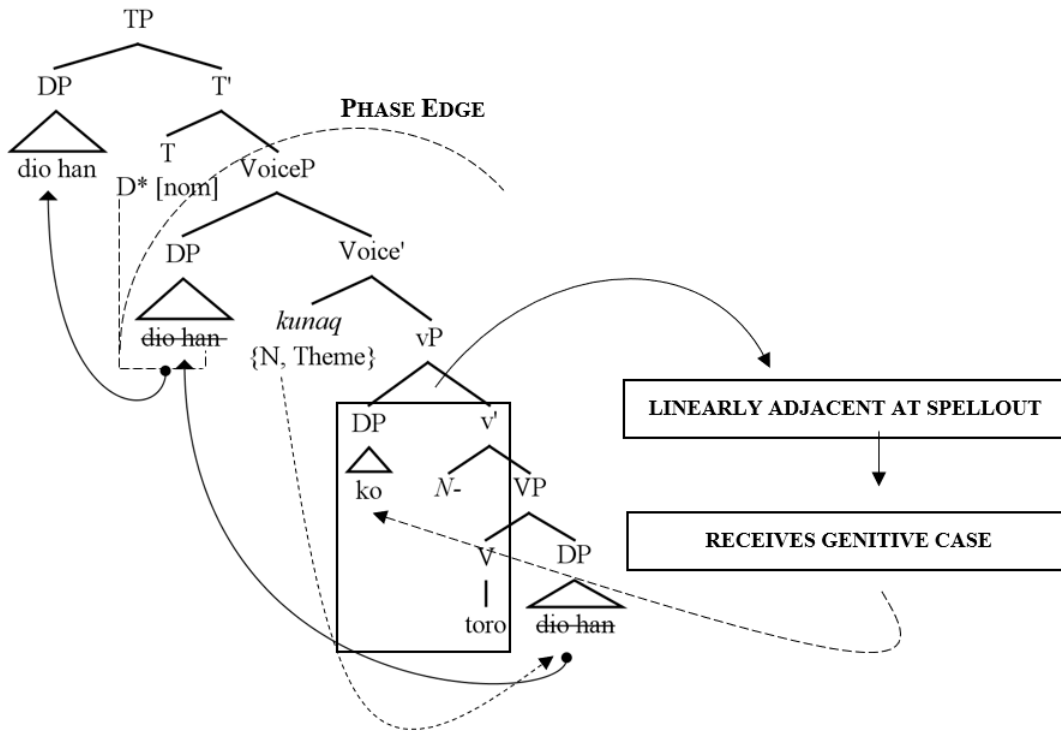 TP
DP T'
PHASE EDGE
dio han T VoiceP
D* [nom]
DP Voice'
dio han kunaq vP
{N, Theme}
DP v' LINEARLY ADJACENT AT SPELLOUT
ko N- VP
V DP RECEIVES GENITIVE CASE
toro dio han